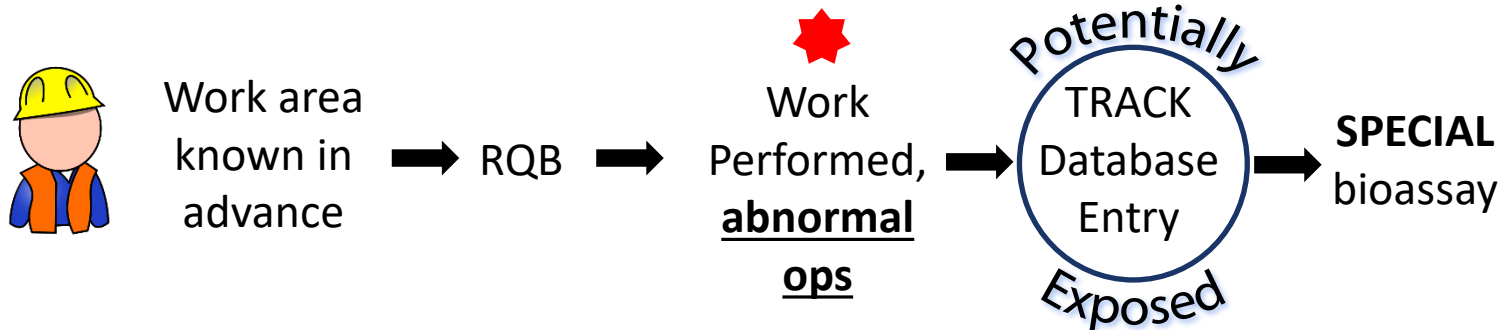 Work area
known in
advance
RQB
Work
Performed,
abnormal
ops
Potentially
TRACK
Database
Entry
Exposed
SPECIAL
bioassay